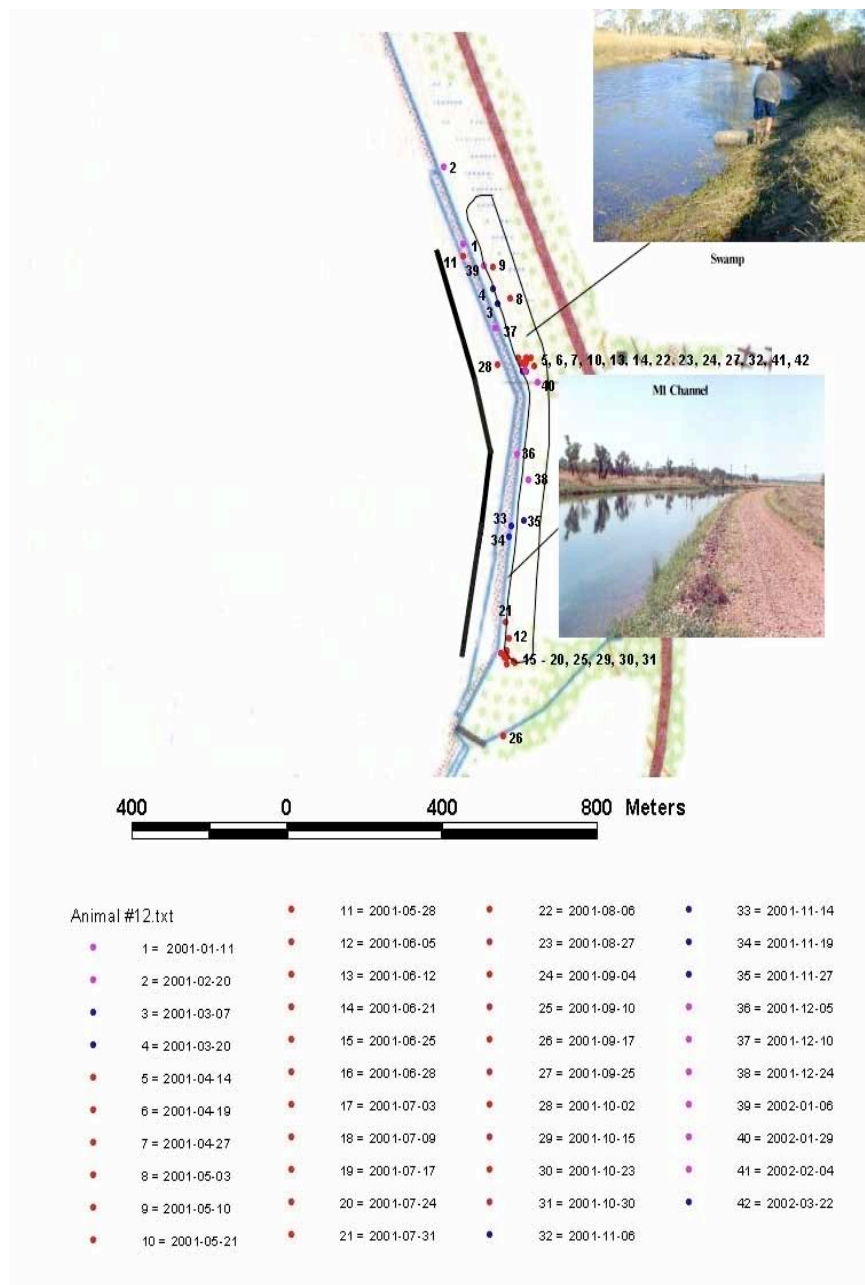 2
1
11
39
9
4
8
3
37
Swamp
28
5, 6, 7, 10, 13, 14, 22, 23, 24, 27, 32, 41, 42
40
M1 Channel
36
38
33
35
34
21
12
15 - 20, 25, 29, 30, 31
26
400 0 400 800 Meters
Animal #12.txt
1 = 2001-01-11
2 = 2001-02-20
3 = 2001-03-07
4 = 2001-03-20
5 = 2001-04-14
6 = 2001-04-19
7 = 2001-04-27
8 = 2001-05-03
9 = 2001-05-10
10 = 2001-05-21
11 = 2001-05-28
12 = 2001-06-05
13 = 2001-06-12
14 = 2001-06-21
15 = 2001-06-25
16 = 2001-06-28
17 = 2001-07-03
18 = 2001-07-09
19 = 2001-07-17
20 = 2001-07-24
21 = 2001-07-31
22 = 2001-08-06
23 = 2001-08-27
24 = 2001-09-04
25 = 2001-09-10
26 = 2001-09-17
27 = 2001-09-25
28 = 2001-10-02
29 = 2001-10-15
30 = 2001-10-23
31 = 2001-10-30
32 = 2001-11-06
33 = 2001-11-14
34 = 2001-11-19
35 = 2001-11-27
36 = 2001-12-05
37 = 2001-12-10
38 = 2001-12-24
39 = 2002-01-06
40 = 2002-01-29
41 = 2002-02-04
42 = 2002-03-22